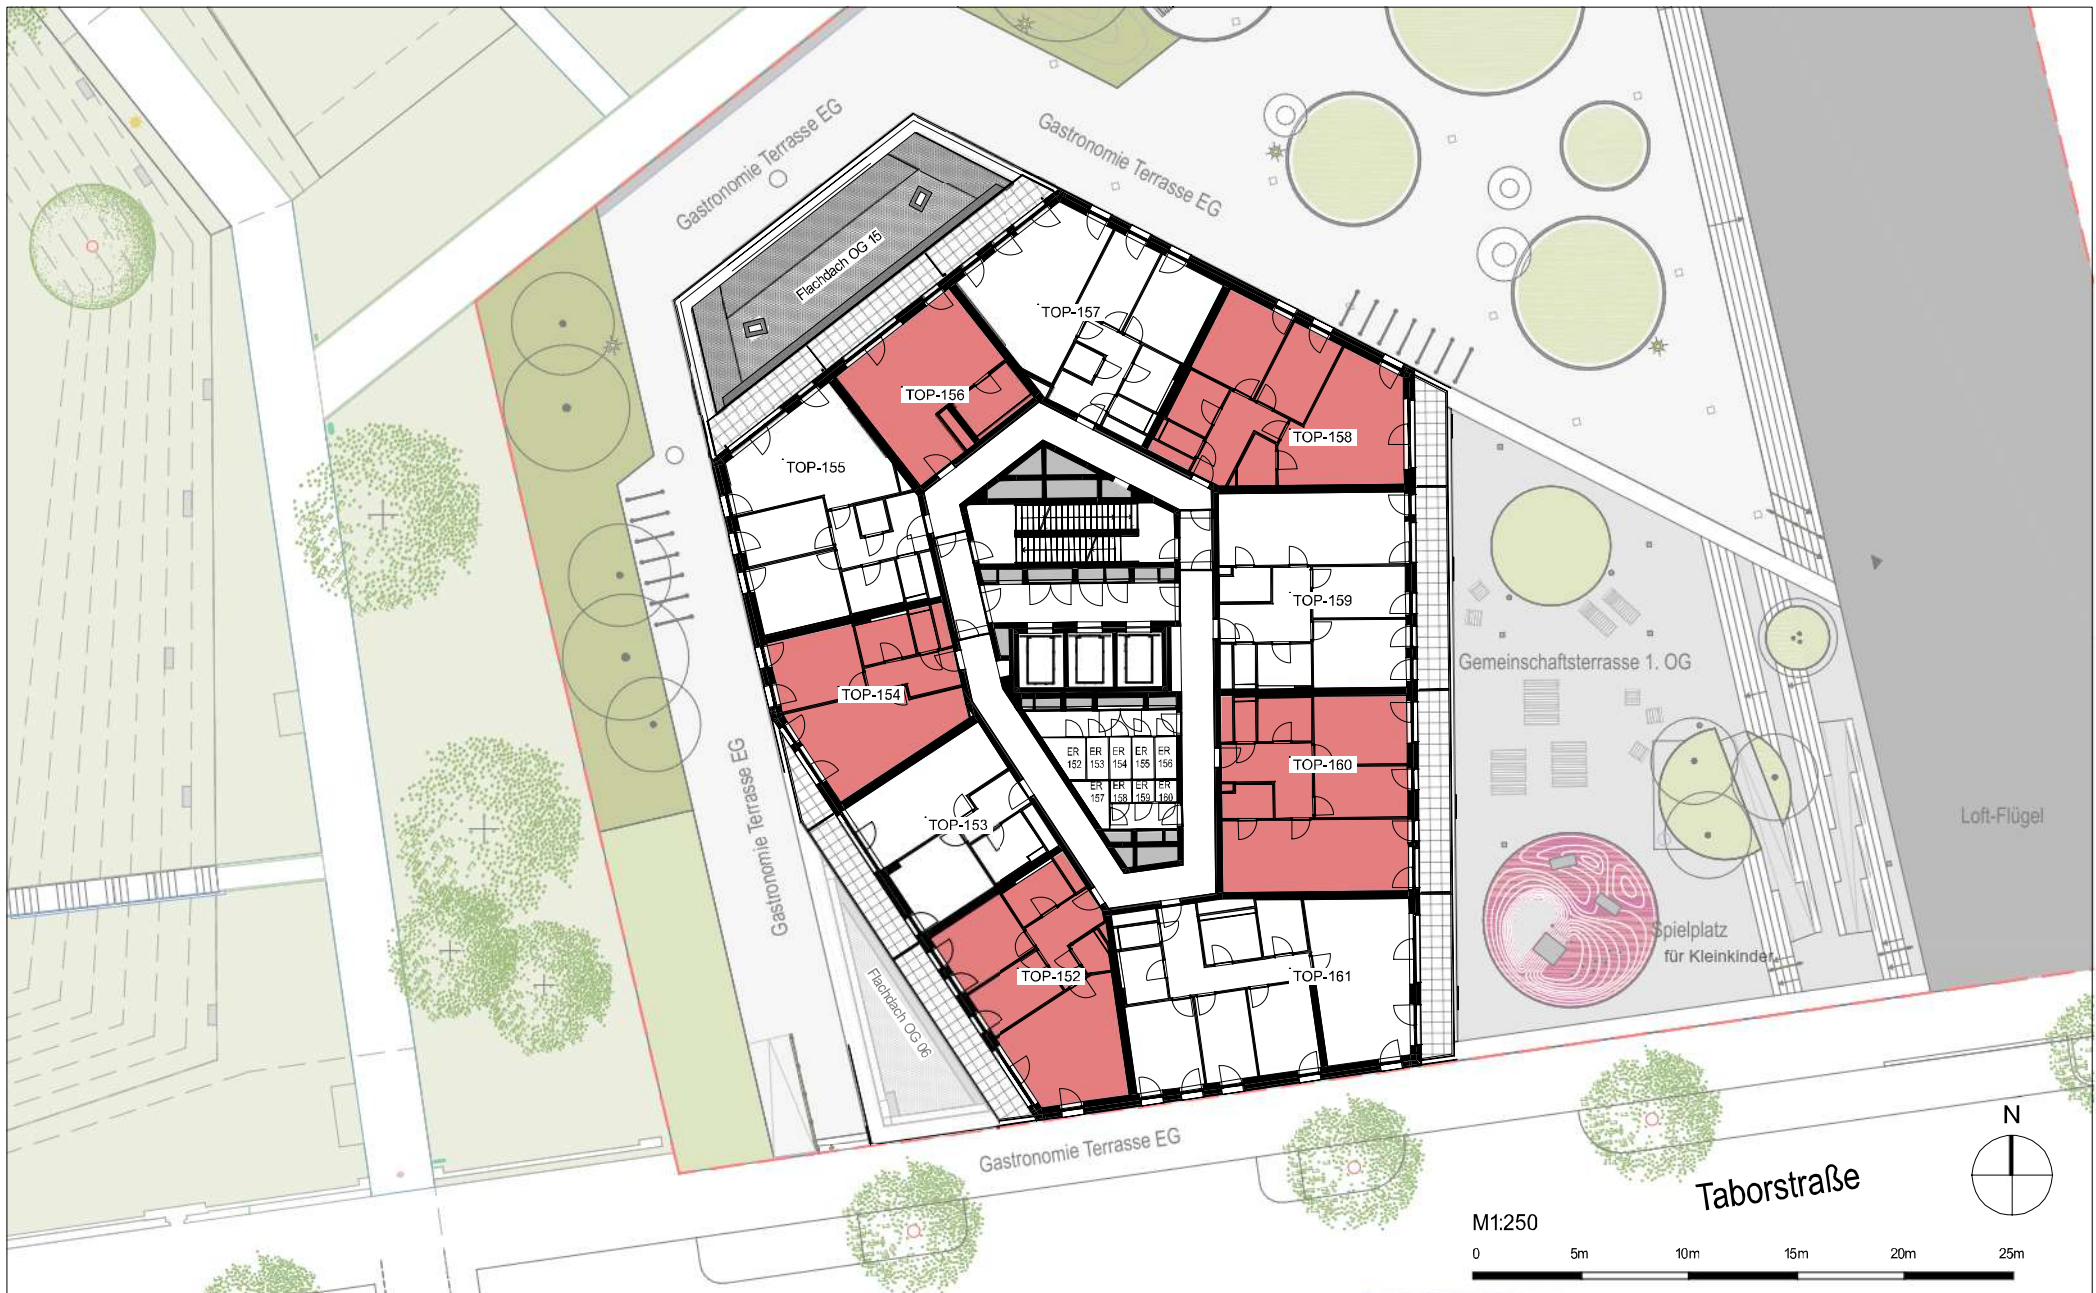 Gastronomie Terrasse EG
Gastronomie Terrasse EG
Flachdach OG 15
TOP-157
TOP-156
TOP-158
TOP-155
TOP-159
TOP-154
Gemeinschaftsterrasse 1. OG
ER 152
ER 153
ER 154
ER 155
ER 156
ER 157
ER 158
ER 159
ER 160
TOP-160
TOP-153
Gastronomie Terrasse EG
Loft-Flügel
Spielplatz
für Kleinkinder
TOP-152
TOP-161
Flachdach OG 06
Gastronomie Terrasse EG
N
Taborstraße
M1:250
0 5m 10m 15m 20m 25m